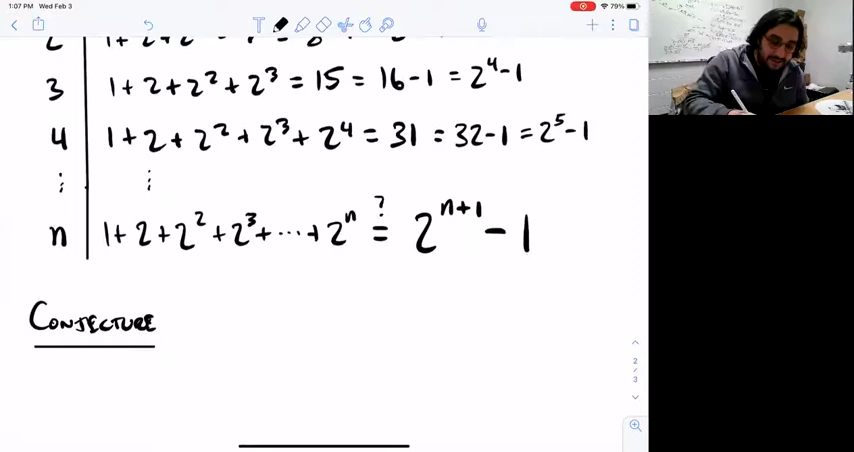 1:07 PM Wed Feb 3
79%
T
3 1+2+2²+2³ = 15 = 16-1 = 2⁴-1
4 1+2+2²+2³+2⁴ = 31 = 32-1 = 2⁵-1
⋮ ⋮
n 1+2+2²+2³+⋯+2ⁿ ≟ 2ⁿ⁺¹-1
CONJECTURE
2
/
3